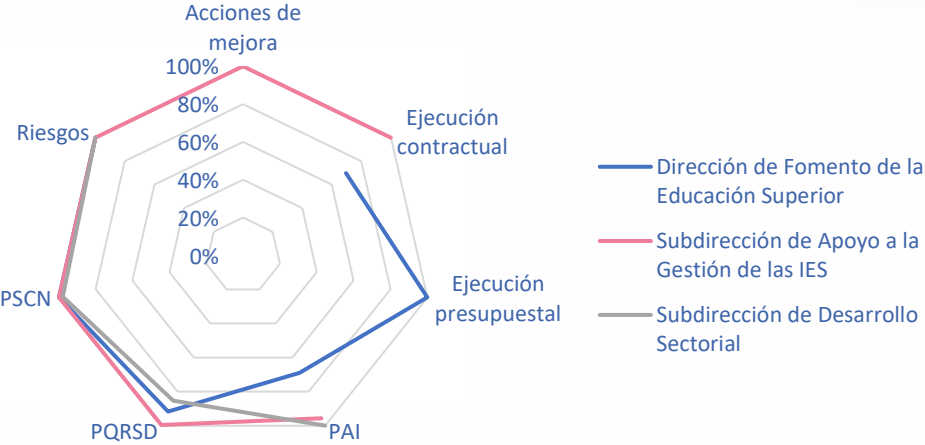 Acciones de
mejora
100%
80%
60%
40%
20%
0%
Ejecución
contractual
Ejecución
presupuestal
PAI
PQRSD
PSCN
Riesgos
Dirección de Fomento de la
Educación Superior
Subdirección de Apoyo a la
Gestión de las IES
Subdirección de Desarrollo
Sectorial